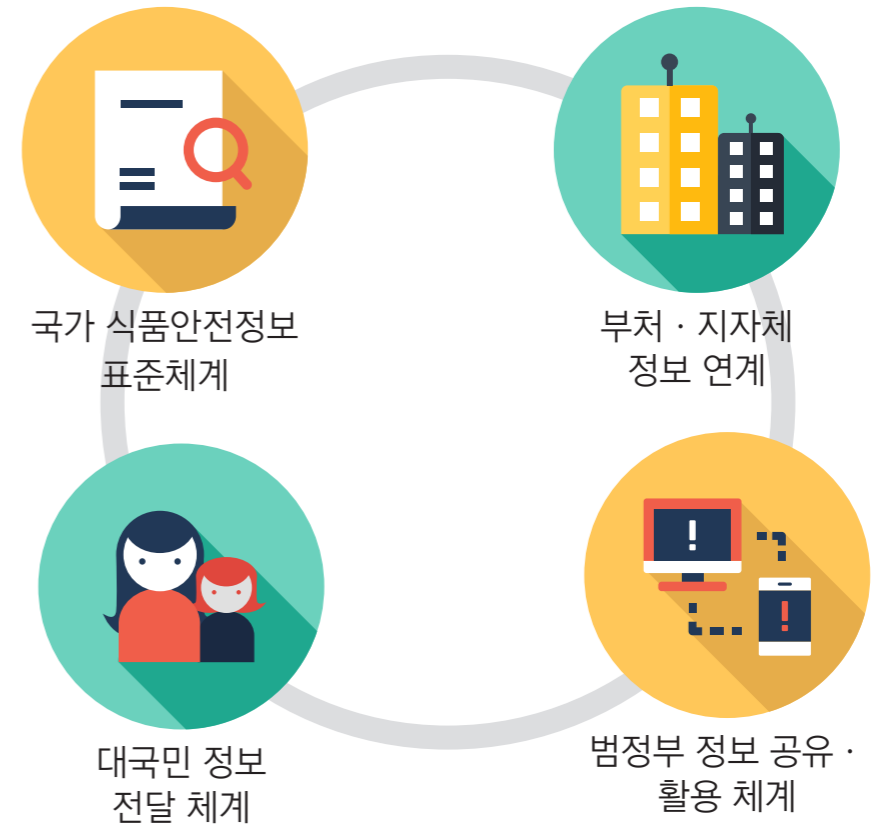 국가 식품안전정보
표준체계
부처 · 지자체
정보 연계
대국민 정보
전달 체계
범정부 정보 공유 ·
활용 체계